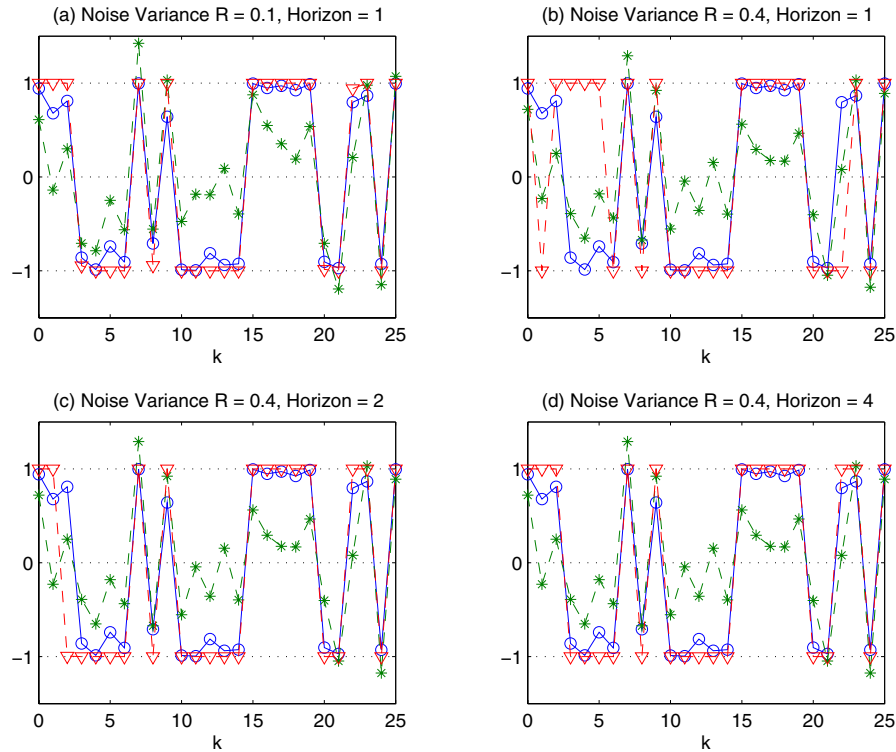 (a) Noise Variance R = 0.1, Horizon = 1
1
0
−1
0 5 10 15 20 25
k
(b) Noise Variance R = 0.4, Horizon = 1
1
0
−1
0 5 10 15 20 25
k
(c) Noise Variance R = 0.4, Horizon = 2
1
0
−1
0 5 10 15 20 25
k
(d) Noise Variance R = 0.4, Horizon = 4
1
0
−1
0 5 10 15 20 25
k